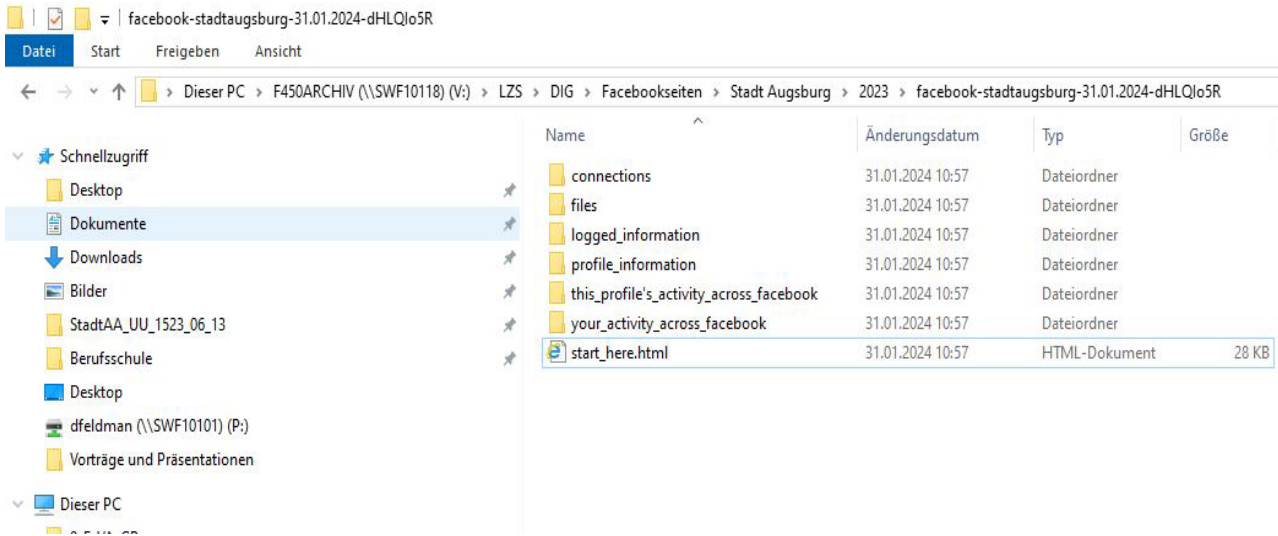 facebook-stadtaugsburg-31.01.2024-dHLQIo5R
Datei Start Freigeben Ansicht
Dieser PC > F450ARCHIV (\\SWF10118) (V:) > LZS > DIG > Facebookseiten > Stadt Augsburg > 2023 > facebook-stadtaugsburg-31.01.2024-dHLQIo5R
Schnellzugriff
Desktop
Dokumente
Downloads
Bilder
StadtAA_UU_1523_06_13
Berufsschule
Desktop
dfeldman (\\SWF10101) (P:)
Vorträge und Präsentationen
Dieser PC
Name Änderungsdatum Typ Größe
connections 31.01.2024 10:57 Dateiordner
files 31.01.2024 10:57 Dateiordner
logged_information 31.01.2024 10:57 Dateiordner
profile_information 31.01.2024 10:57 Dateiordner
this_profile's_activity_across_facebook 31.01.2024 10:57 Dateiordner
your_activity_across_facebook 31.01.2024 10:57 Dateiordner
start_here.html 31.01.2024 10:57 HTML-Dokument 28 KB